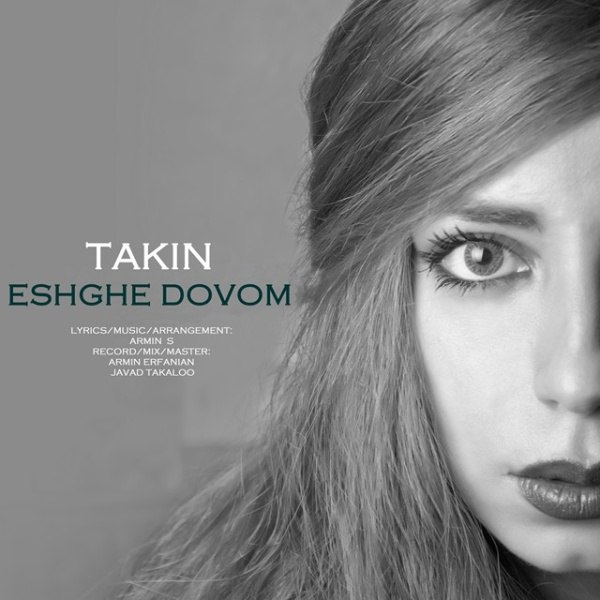 TAKIN
ESHGHE DOVOM
LYRICS/MUSIC/ARRANGEMENT:
ARMIN S
RECORD/MIX/MASTER:
ARMIN ERFANIAN
JAVAD TAKALOO